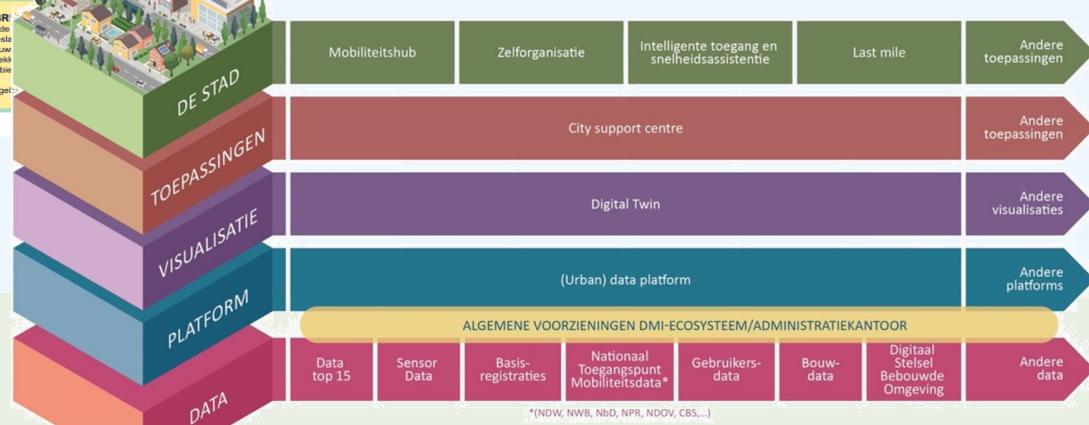 DE STAD
Mobiliteitshub
Zelforganisatie
Intelligente toegang en
snelheidsassistentie
Last mile
Andere
toepassingen
TOEPASSINGEN
City support centre
Andere
toepassingen
VISUALISATIE
Digital Twin
Andere
visualisaties
PLATFORM
(Urban) data platform
Andere
platforms
ALGEMENE VOORZIENINGEN DMI-ECOSYSTEEM/ADMINISTRATIEKANTOOR
DATA
Data
top 15
Sensor
Data
Basis-
registraties
Nationaal
Toegangspunt
Mobiliteitsdata*
Gebruikers-
data
Bouw-
data
Digitaal
Stelsel
Bebouwde
Omgeving
Andere
data
*(NDW, NWB, NbD, NPR, NDOV, CBS,...)